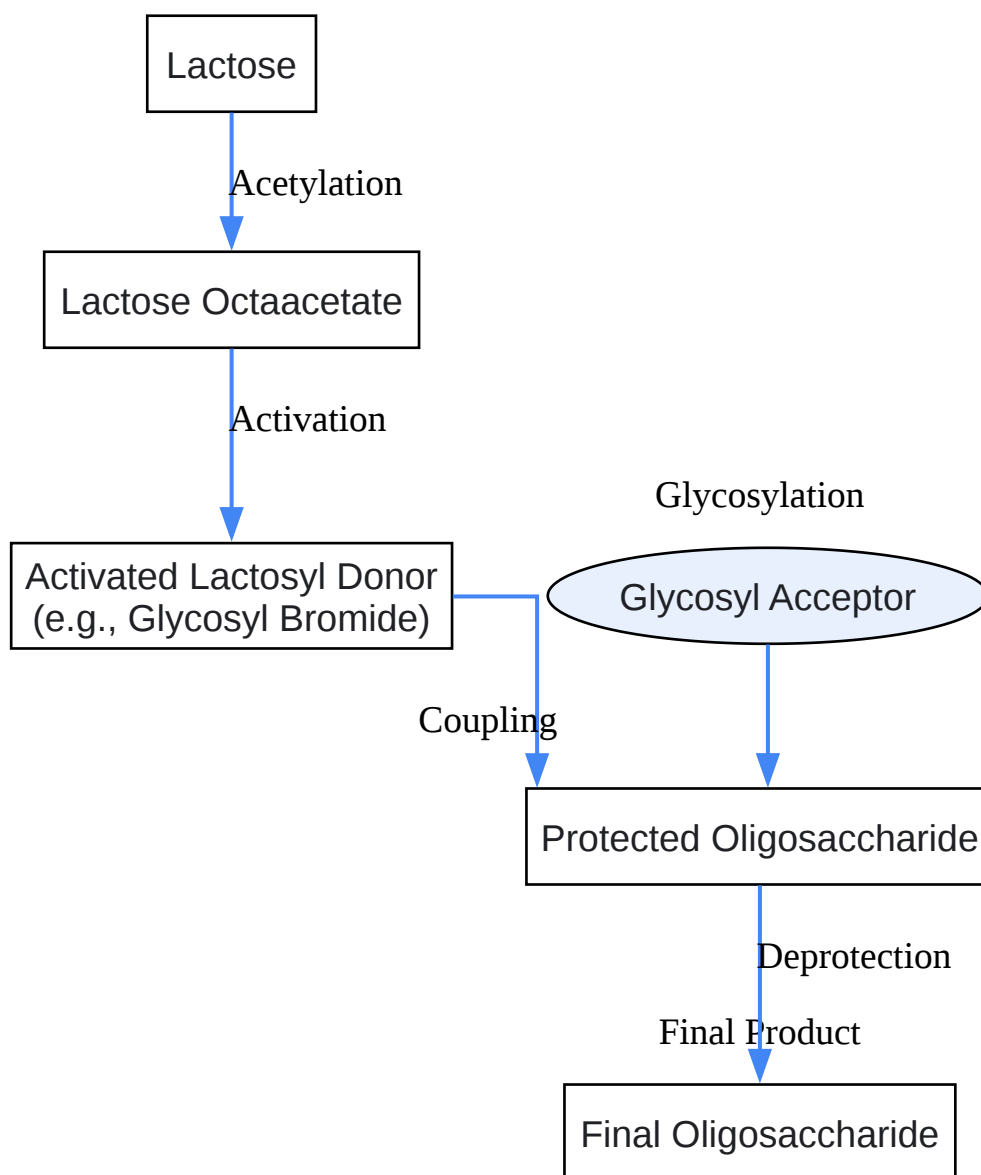 Lactose
Acetylation
Lactose Octaacetate
Activation
Glycosylation
Activated Lactosyl Donor
(e.g., Glycosyl Bromide)
Glycosyl Acceptor
Coupling
Protected Oligosaccharide
Deprotection
Final Product
Final Oligosaccharide